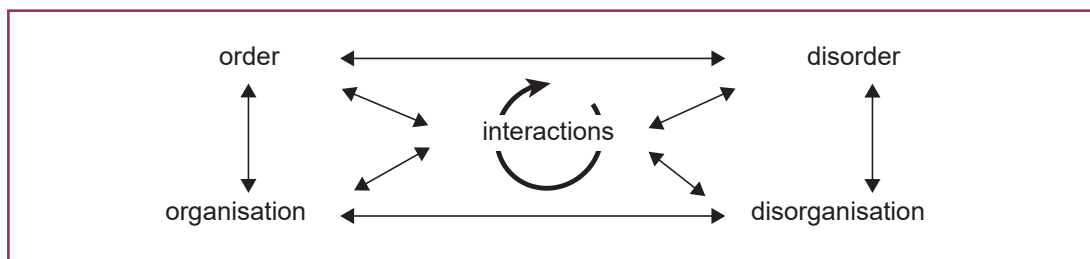 order disorder
interactions
organisation disorganisation